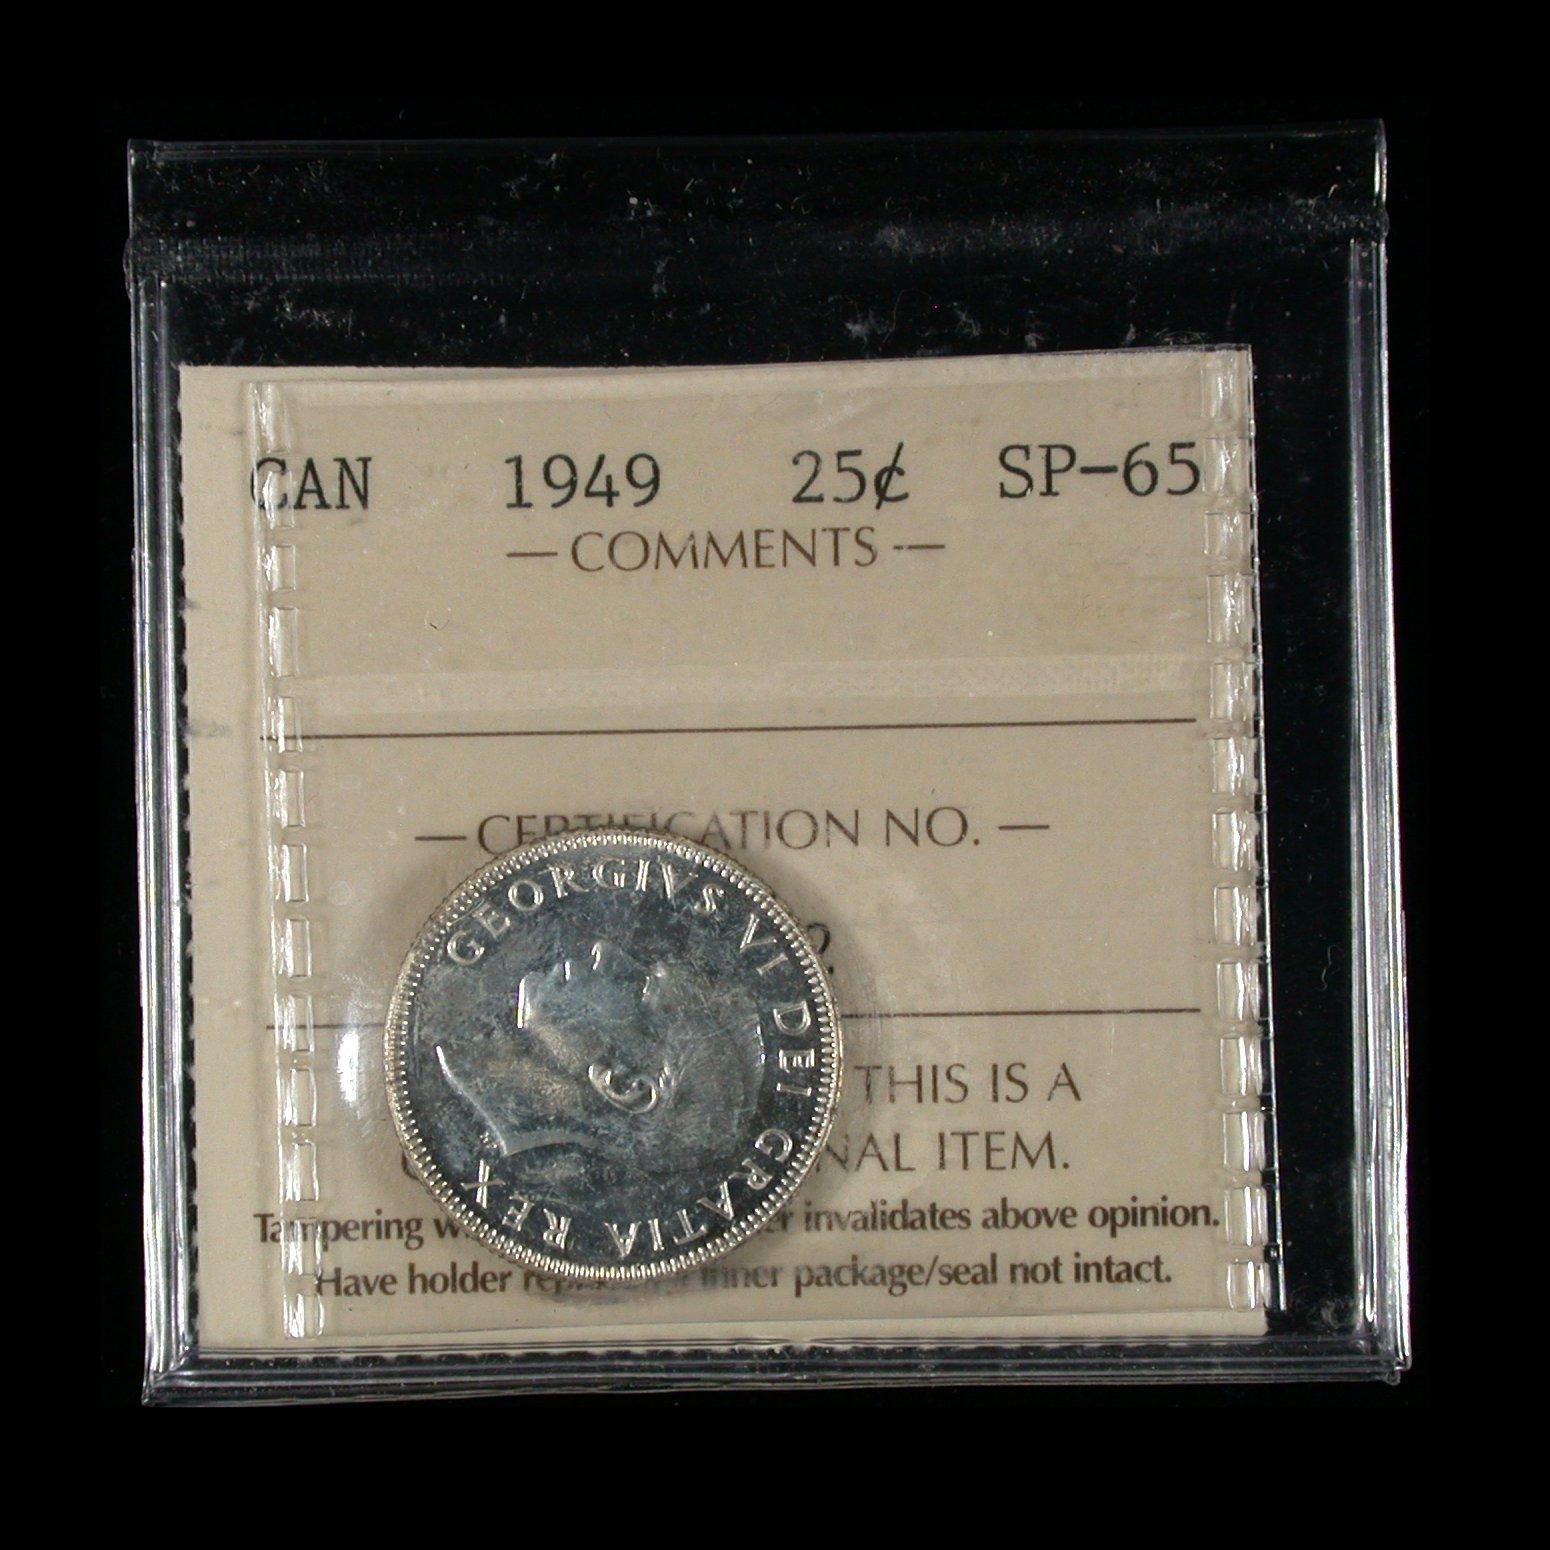 CAN 1949 25¢ SP-65
— COMMENTS —
— CERTIFICATION NO. —
2
THIS IS A
ITEM.
Tampering invalidates above opinion.
Have holder inner package/seal not intact.
GEORGIVS VI DEI GRATIA REX